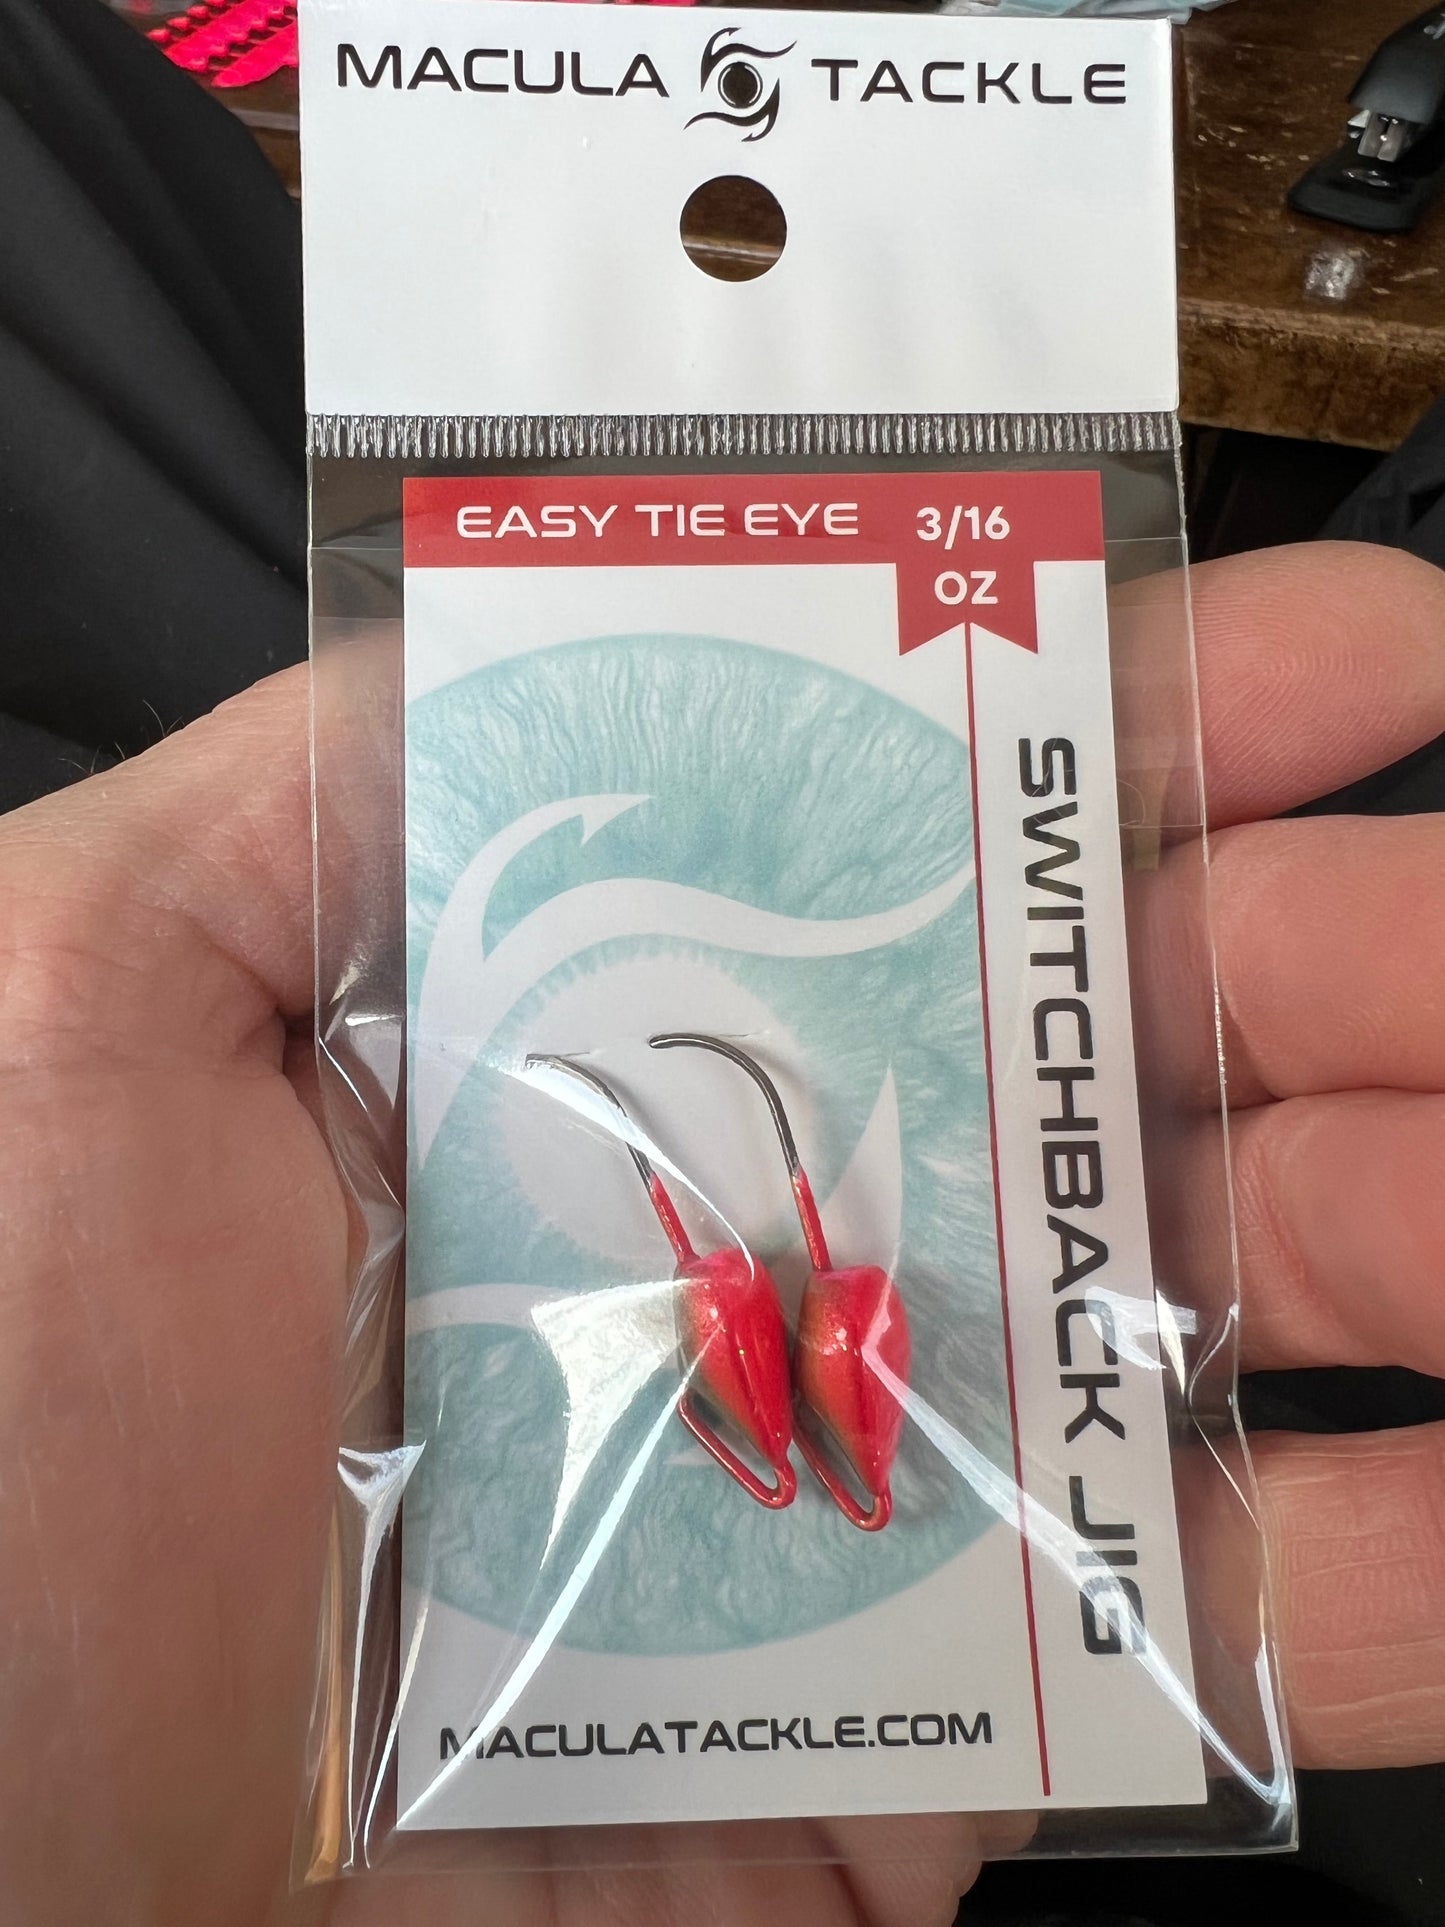 MACULA TACKLE
EASY TIE EYE
3/16
OZ
SWITCHBACK JIG
MACULATACKLE.COM